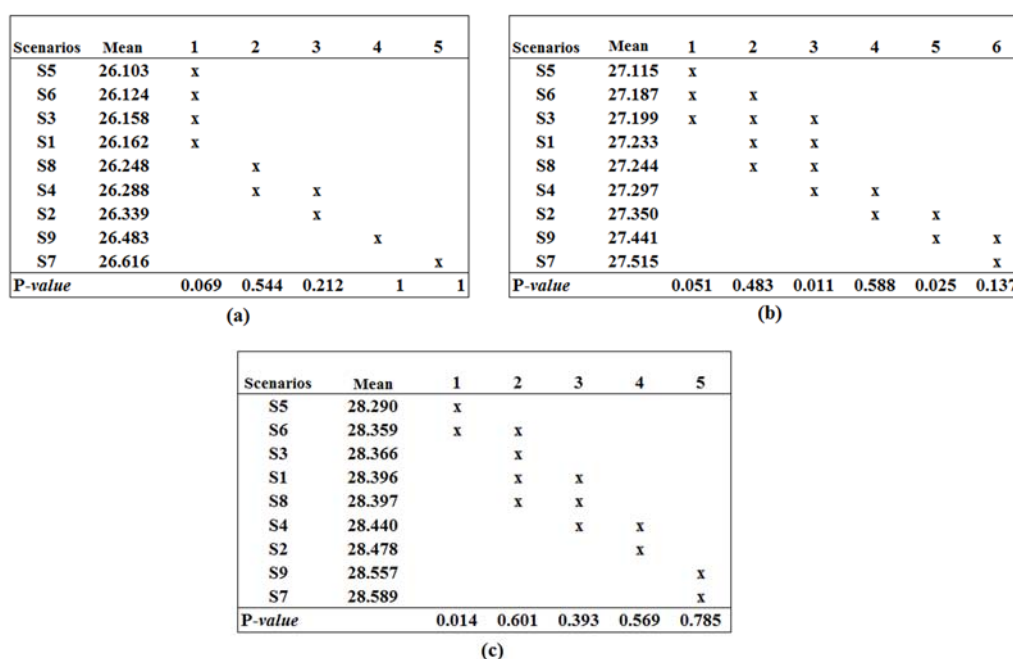 Scenarios Mean 1 2 3 4 5
S5 26.103 x
S6 26.124 x
S3 26.158 x
S1 26.162 x
S8 26.248 x
S4 26.288 x x
S2 26.339 x
S9 26.483 x
S7 26.616 x
P-value 0.069 0.544 0.212 1 1
(a)
Scenarios Mean 1 2 3 4 5 6
S5 27.115 x
S6 27.187 x x
S3 27.199 x x x
S1 27.233 x x
S8 27.244 x x
S4 27.297 x x
S2 27.350 x x
S9 27.441 x x
S7 27.515 x
P-value 0.051 0.483 0.011 0.588 0.025 0.137
(b)
Scenarios Mean 1 2 3 4 5
S5 28.290 x
S6 28.359 x x
S3 28.366 x
S1 28.396 x x
S8 28.397 x x
S4 28.440 x x
S2 28.478 x
S9 28.557 x
S7 28.589 x
P-value 0.014 0.601 0.393 0.569 0.785
(c)